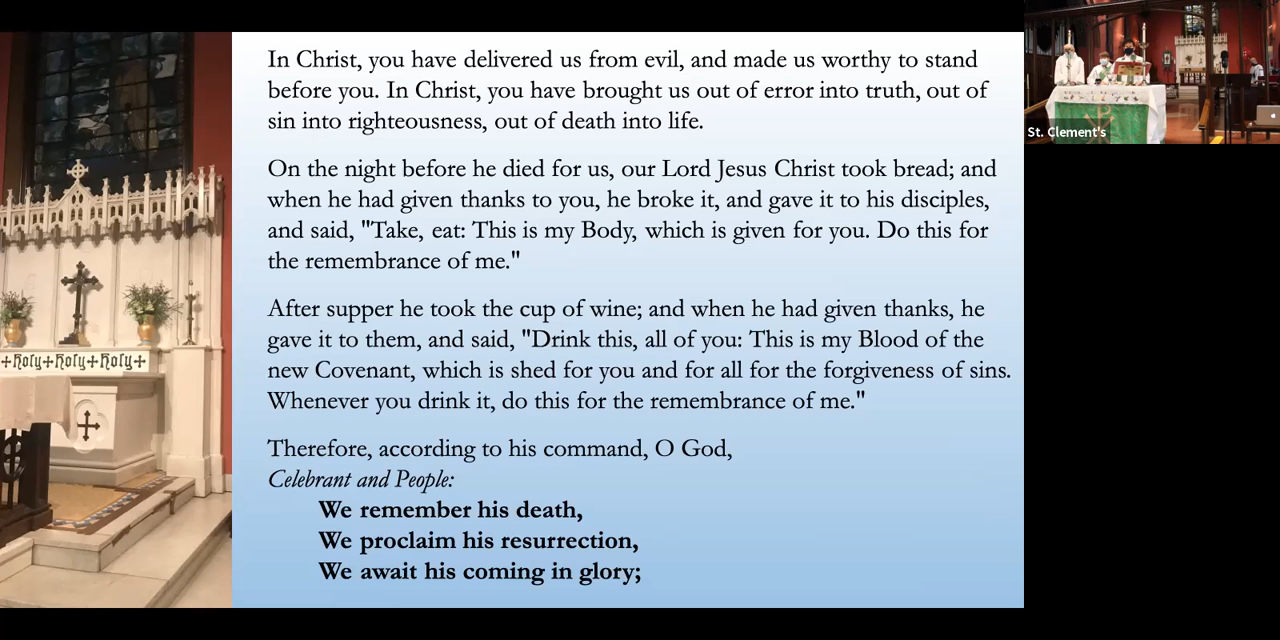 In Christ, you have delivered us from evil, and made us worthy to stand
before you. In Christ, you have brought us out of error into truth, out of
sin into righteousness, out of death into life.
On the night before he died for us, our Lord Jesus Christ took bread; and
when he had given thanks to you, he broke it, and gave it to his disciples,
and said, "Take, eat: This is my Body, which is given for you. Do this for
the remembrance of me."
After supper he took the cup of wine; and when he had given thanks, he
gave it to them, and said, "Drink this, all of you: This is my Blood of the
new Covenant, which is shed for you and for all for the forgiveness of sins.
Whenever you drink it, do this for the remembrance of me."
Therefore, according to his command, O God,
Celebrant and People:
We remember his death,
We proclaim his resurrection,
We await his coming in glory;
St. Clement's
+Holy+Holy+Holy+